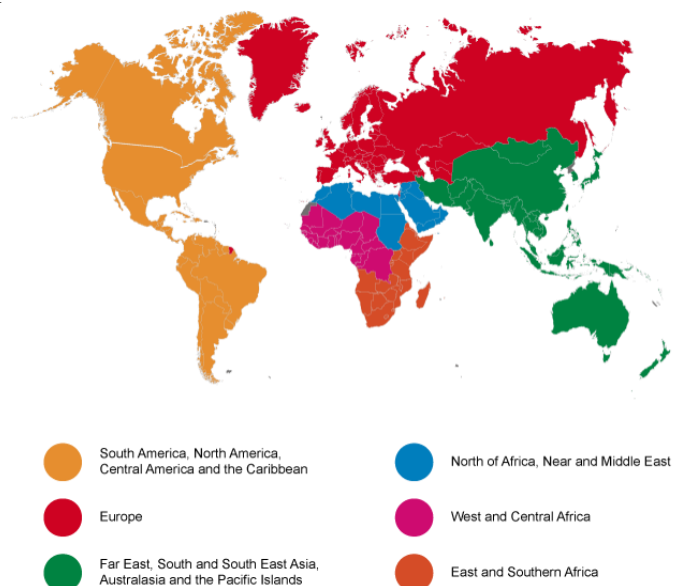 South America, North America,
Central America and the Caribbean
Europe
Far East, South and South East Asia,
Australasia and the Pacific Islands
North of Africa, Near and Middle East
West and Central Africa
East and Southern Africa